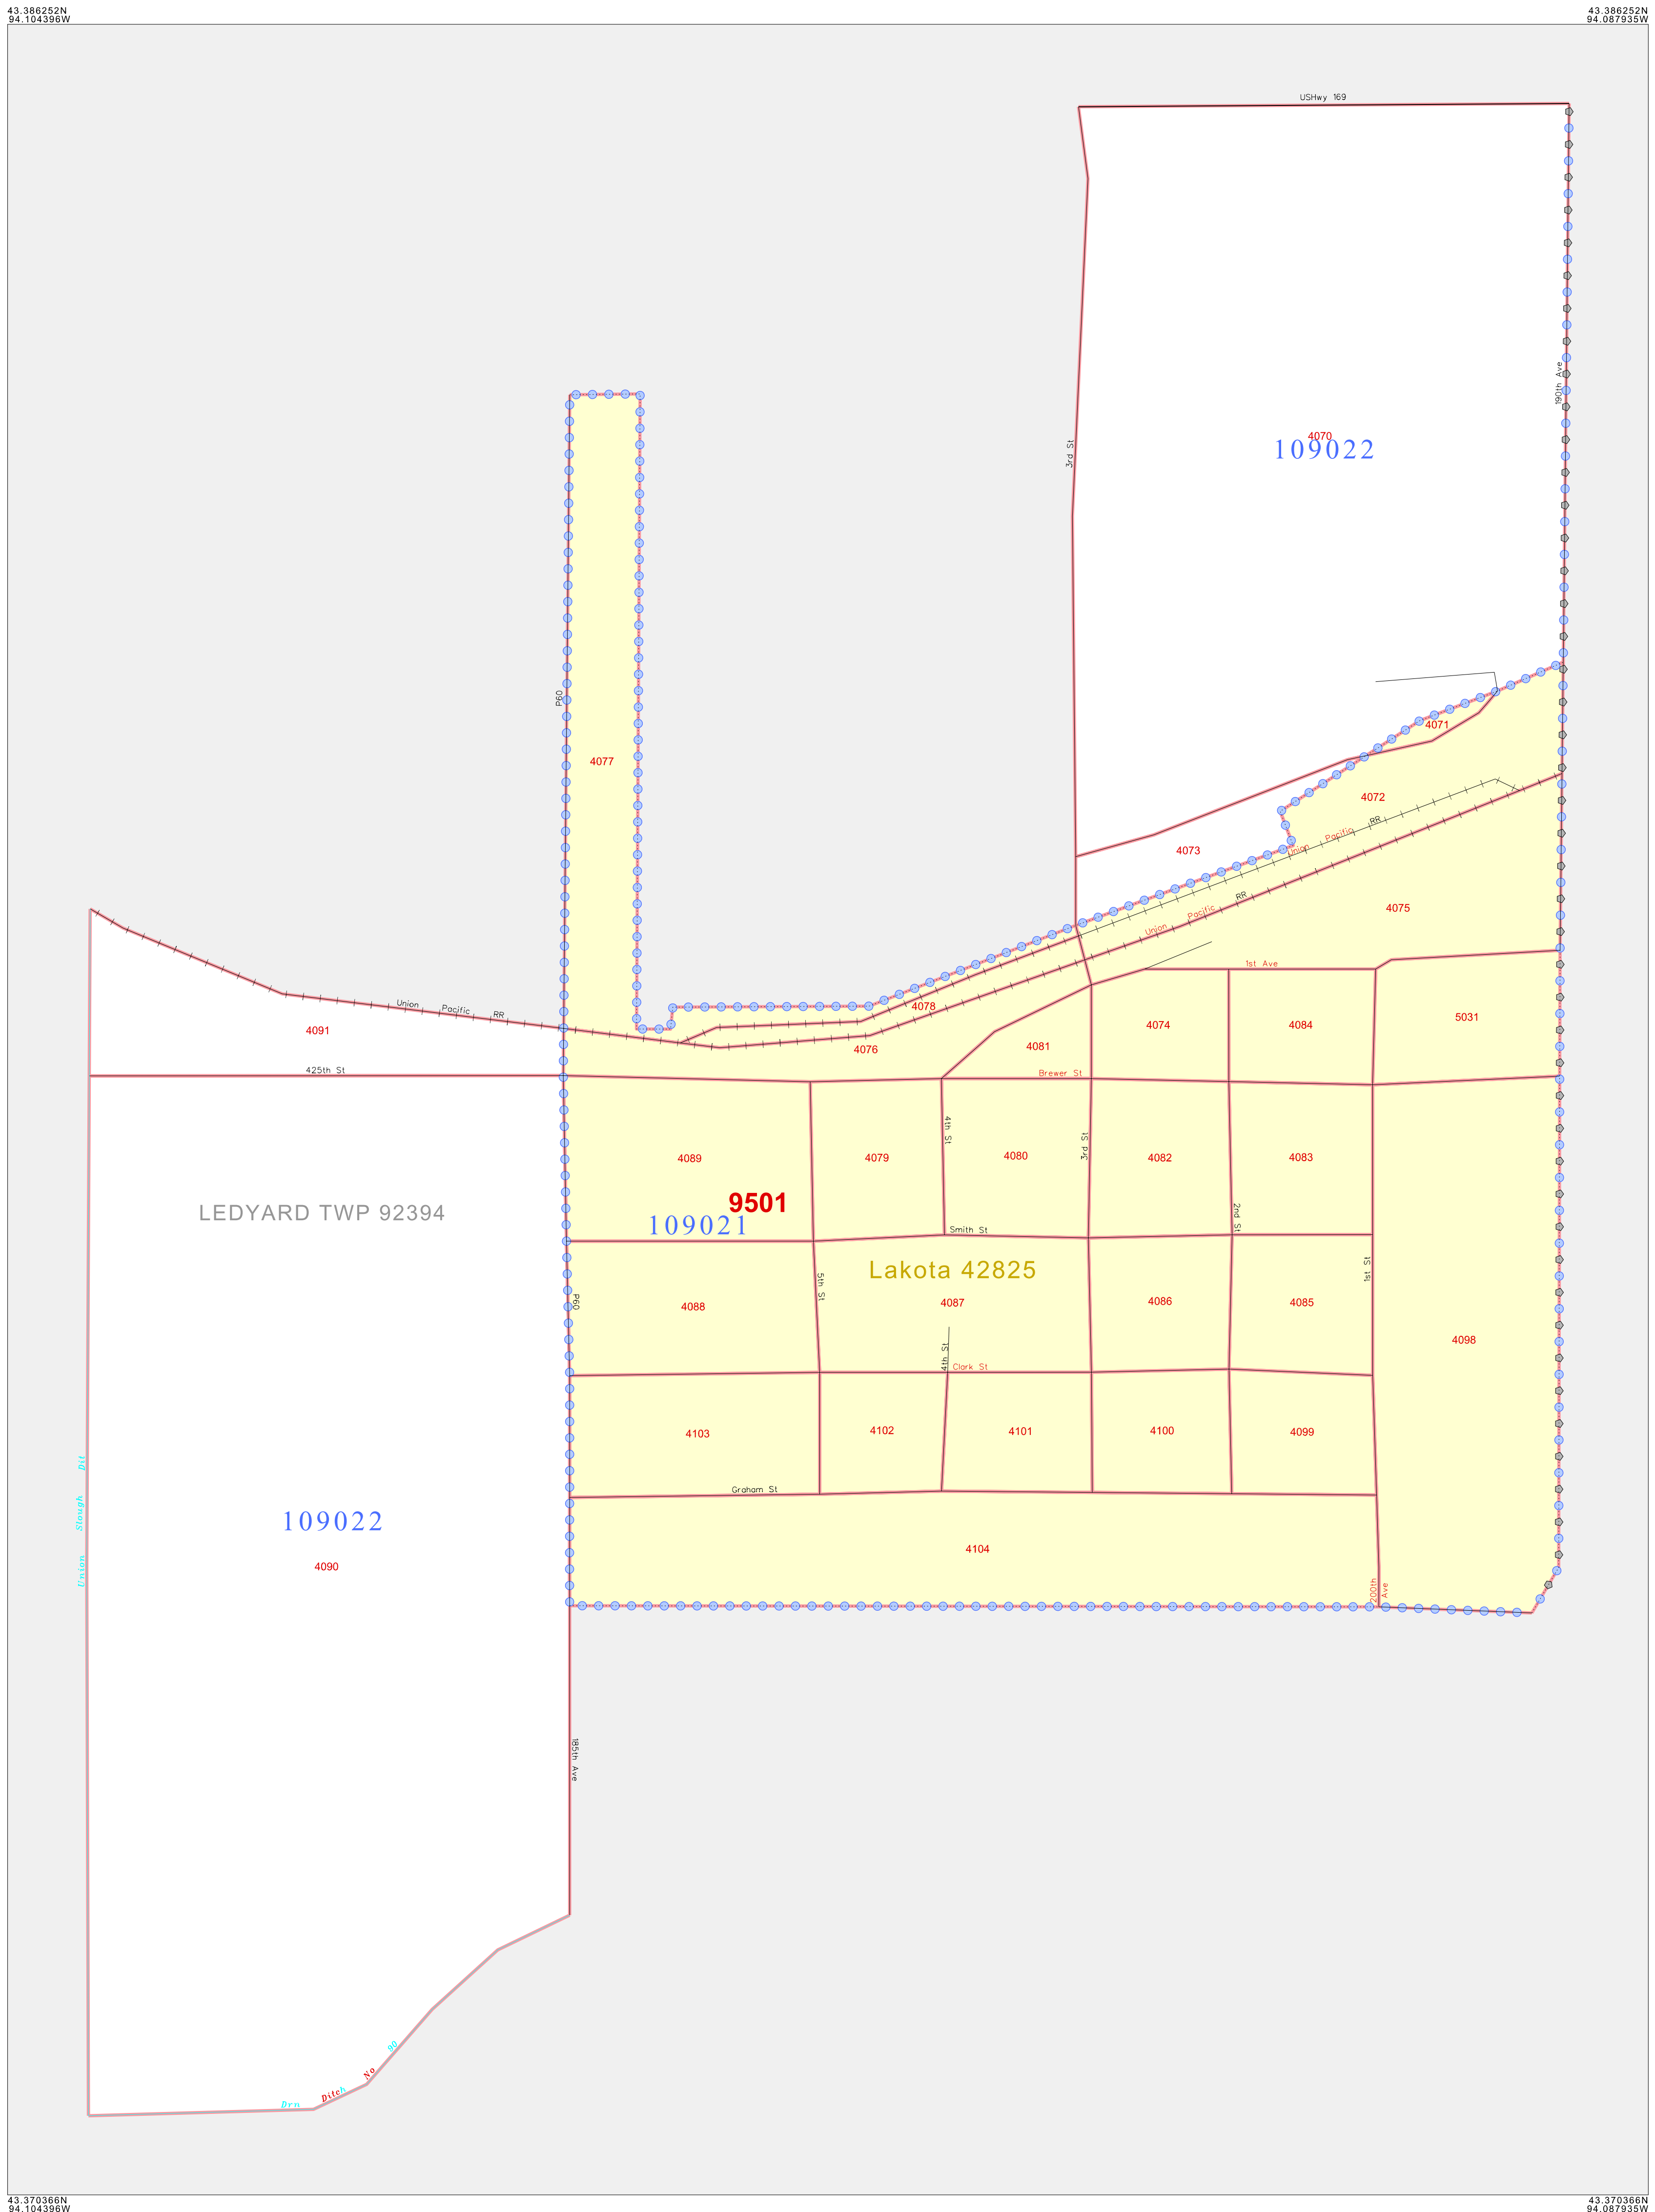 43.386252N
94.104396W
43.386252N
94.087935W
USHwy 169
190th Ave
3rd St
4070
109022
P60
4077
4071
4072
Union Pacific RR
4073
4075
Union Pacific RR
4078
4076
1st Ave
4074
4084
5031
4081
Union Pacific RR
4091
425th St
Brewer St
4th St
3rd St
4089
4079
4080
4082
4083
9501
109021
LEDYARD TWP 92394
2nd St
Smith St
Lakota 42825
5th St
1st St
P60
4088
4087
4086
4085
4098
4th St
Clark St
4103
4102
4101
4100
4099
Union Slough Dit
Graham St
109022
4090
4104
200th Ave
185th Ave
Drn Ditch No 90
43.370366N
94.104396W
43.370366N
94.087935W